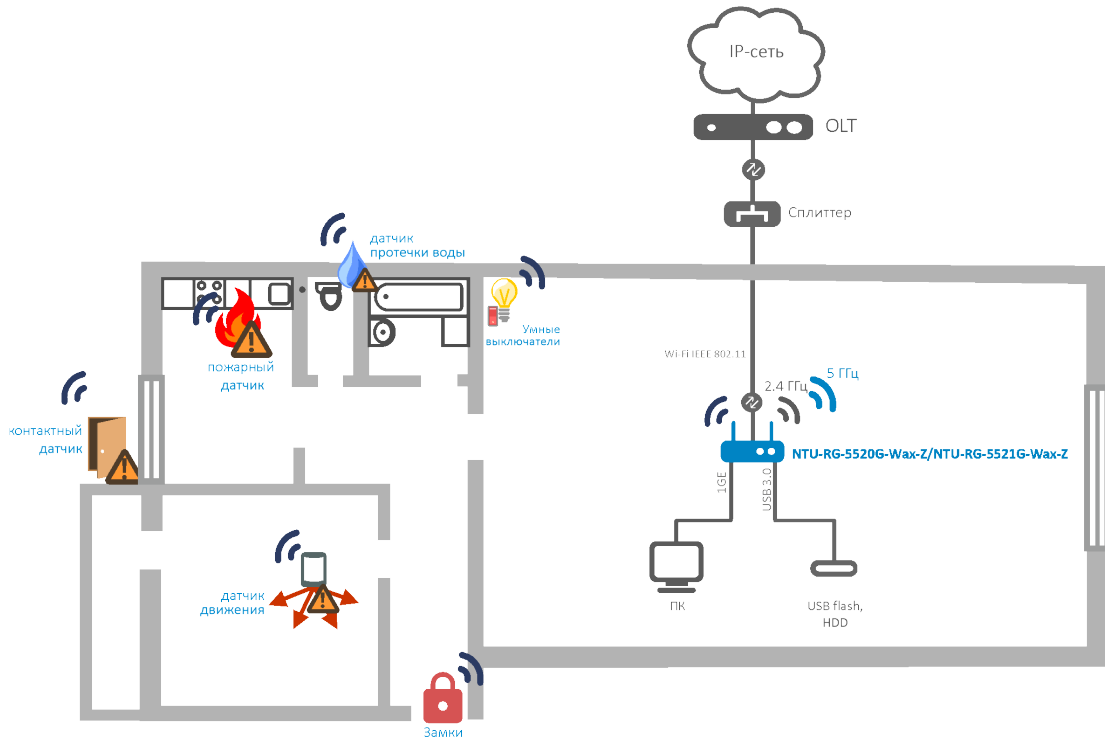 IP-сеть
OLT
Сплиттер
датчик
протечки воды
Умные
выключатели
Wi-Fi IEEE 802.11
5 ГГц
2.4 ГГц
пожарный
датчик
контактный
датчик
NTU-RG-5520G-Wax-Z/NTU-RG-5521G-Wax-Z
1GE
USB 3.0
датчик
движения
ПК
USB flash,
HDD
Замки